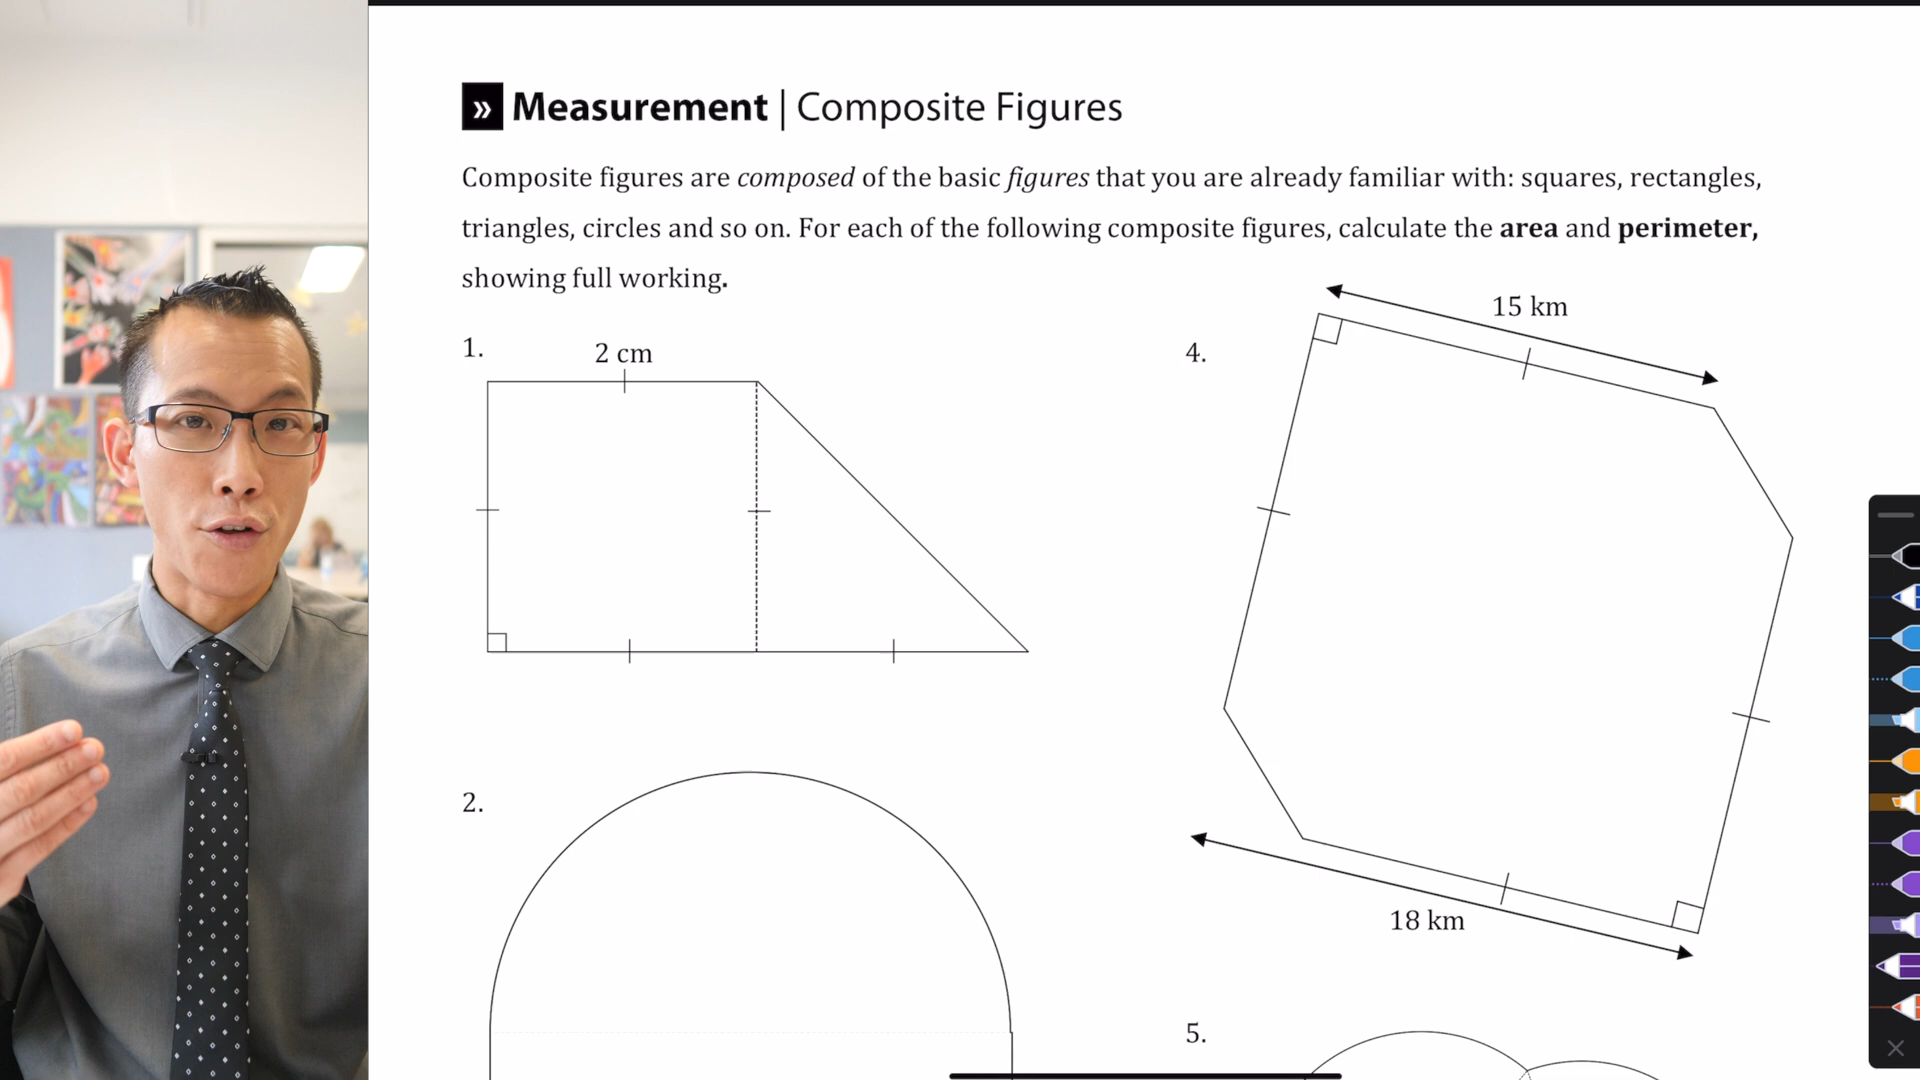 » Measurement | Composite Figures
Composite figures are composed of the basic figures that you are already familiar with: squares, rectangles,
triangles, circles and so on. For each of the following composite figures, calculate the area and perimeter,
showing full working.
1.
2 cm
2.
4.
15 km
18 km
5.